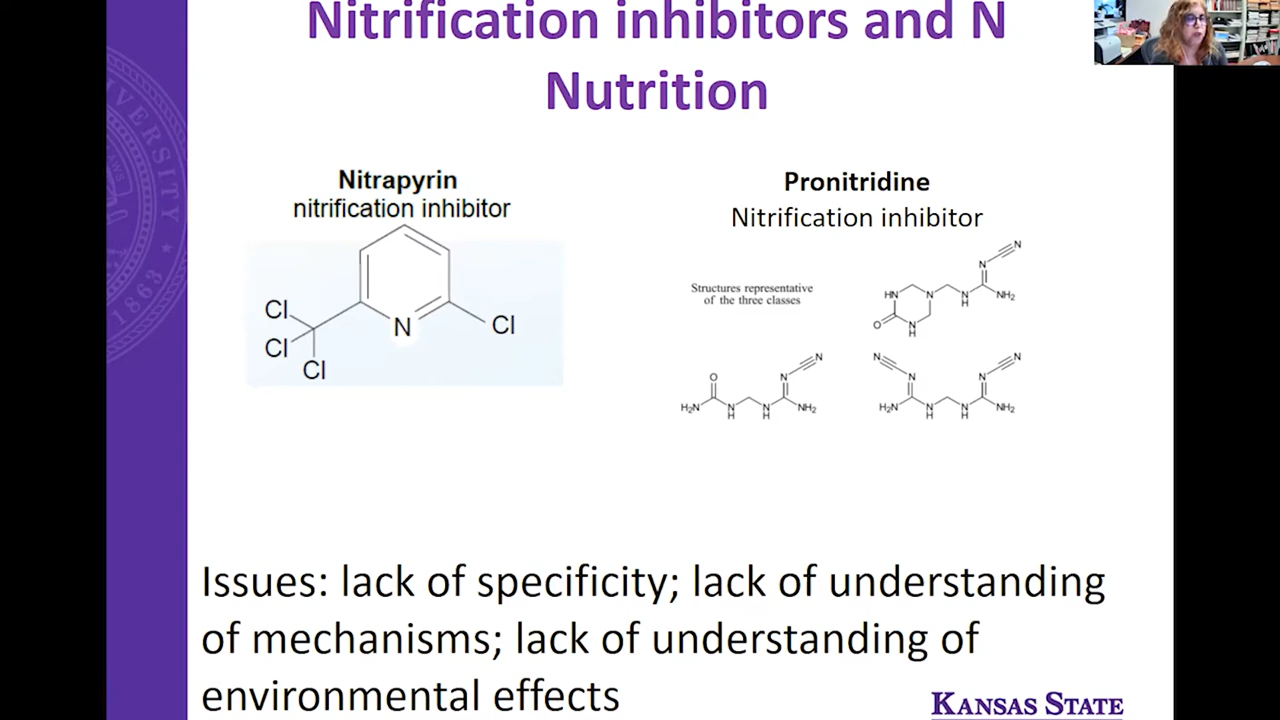 Nitrification inhibitors and N
Nutrition
Nitrapyrin
nitrification inhibitor
Cl
Cl
Cl
N
Cl
Pronitridine
Nitrification inhibitor
Structures representative
of the three classes
N
N
HN
N
N
H
NH2
O
N
H
O
N
N
H2N
N
H
N
H
NH2
N
N
N
N
H2N
N
H
N
H
NH2
Issues: lack of specificity; lack of understanding
of mechanisms; lack of understanding of
environmental effects
KANSAS STATE
VERSITY
1863